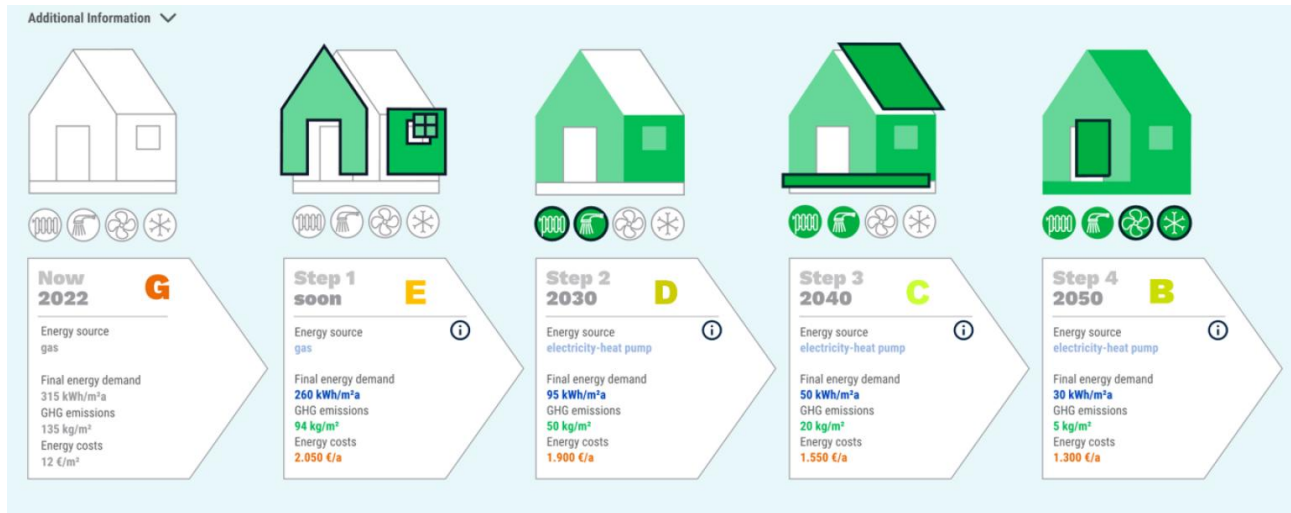 Additional Information
Now
2022
G
Energy source
gas
Final energy demand
315 kWh/m²a
GHG emissions
135 kg/m²
Energy costs
12 €/m²
Step 1
soon
E
Energy source
gas
Final energy demand
260 kWh/m²a
GHG emissions
94 kg/m²
Energy costs
2.050 €/a
Step 2
2030
D
Energy source
electricity-heat pump
Final energy demand
95 kWh/m²a
GHG emissions
50 kg/m²
Energy costs
1.900 €/a
Step 3
2040
C
Energy source
electricity-heat pump
Final energy demand
50 kWh/m²a
GHG emissions
20 kg/m²
Energy costs
1.550 €/a
Step 4
2050
B
Energy source
electricity-heat pump
Final energy demand
30 kWh/m²a
GHG emissions
5 kg/m²
Energy costs
1.300 €/a